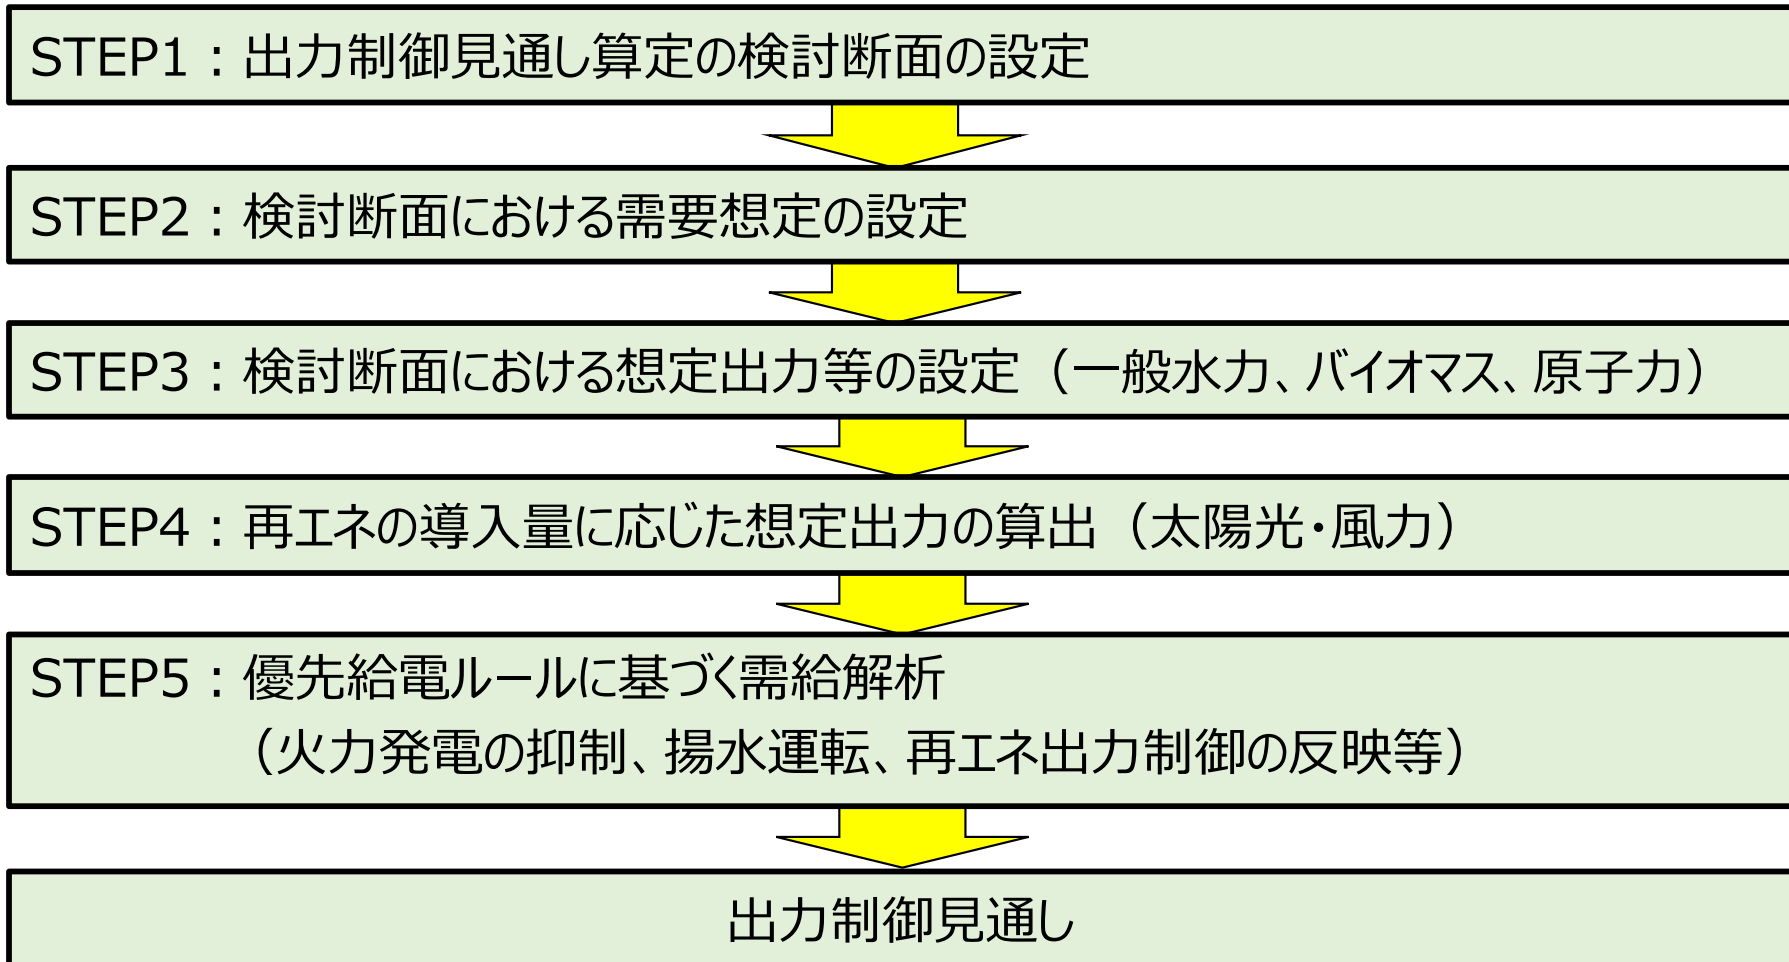 STEP1：出力制御見通し算定の検討断面の設定
STEP2：検討断面における需要想定の設定
STEP3：検討断面における想定出力等の設定（一般水力、バイオマス、原子力）
STEP4：再エネの導入量に応じた想定出力の算出（太陽光・風力）
STEP5：優先給電ルールに基づく需給解析
（火力発電の抑制、揚水運転、再エネ出力制御の反映等）
出力制御見通し